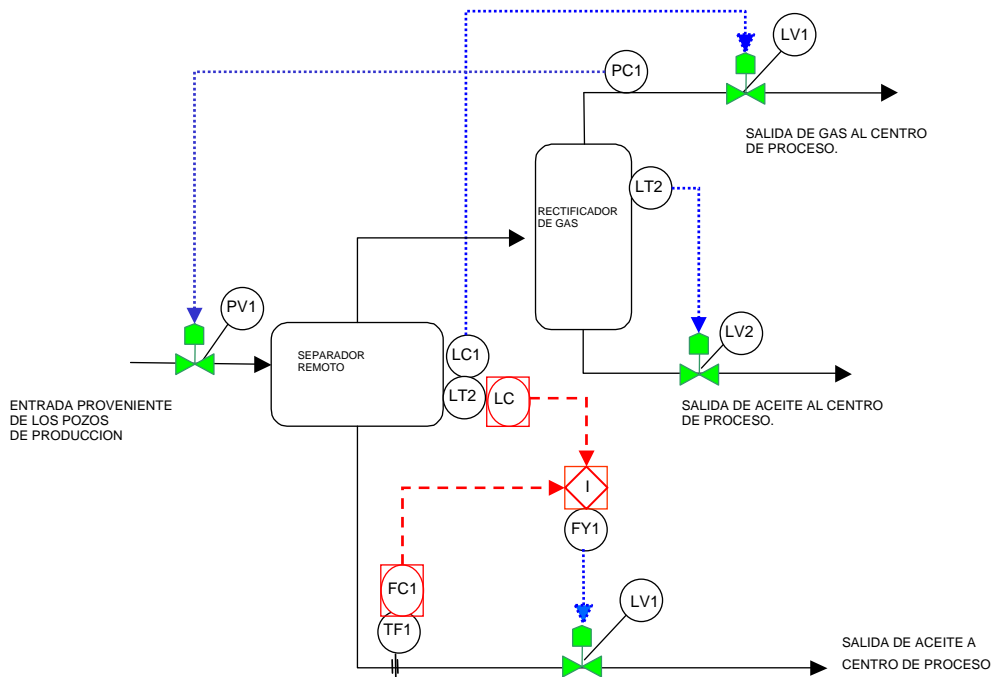 LV1
PC1
SALIDA DE GAS AL CENTRO
DE PROCESO.
LT2
RECTIFICADOR
DE GAS
PV1
LV2
SEPARADOR
REMOTO
LC1
LT2
LC
ENTRADA PROVENIENTE
DE LOS POZOS
DE PRODUCCION
SALIDA DE ACEITE AL CENTRO
DE PROCESO.
I
FY1
FC1
TF1
LV1
SALIDA DE ACEITE A
CENTRO DE PROCESO